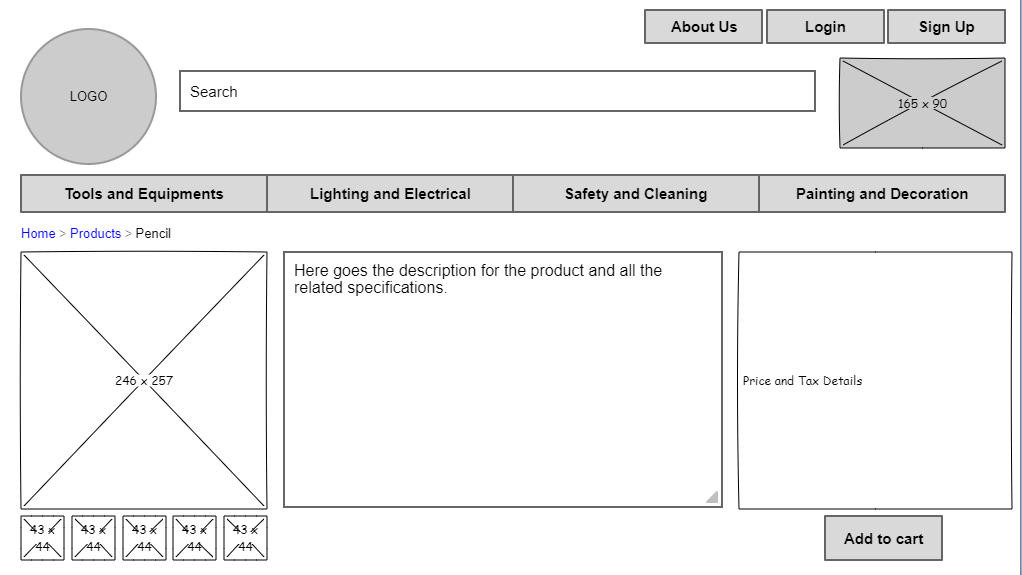 About Us
Login
Sign Up
LOGO
Search
165 x 90
Tools and Equipments
Lighting and Electrical
Safety and Cleaning
Painting and Decoration
Home > Products > Pencil
246 x 257
Here goes the description for the product and all the
related specifications.
Price and Tax Details
43 x
44
43 x
44
43 x
44
43 x
44
43 x
44
Add to cart